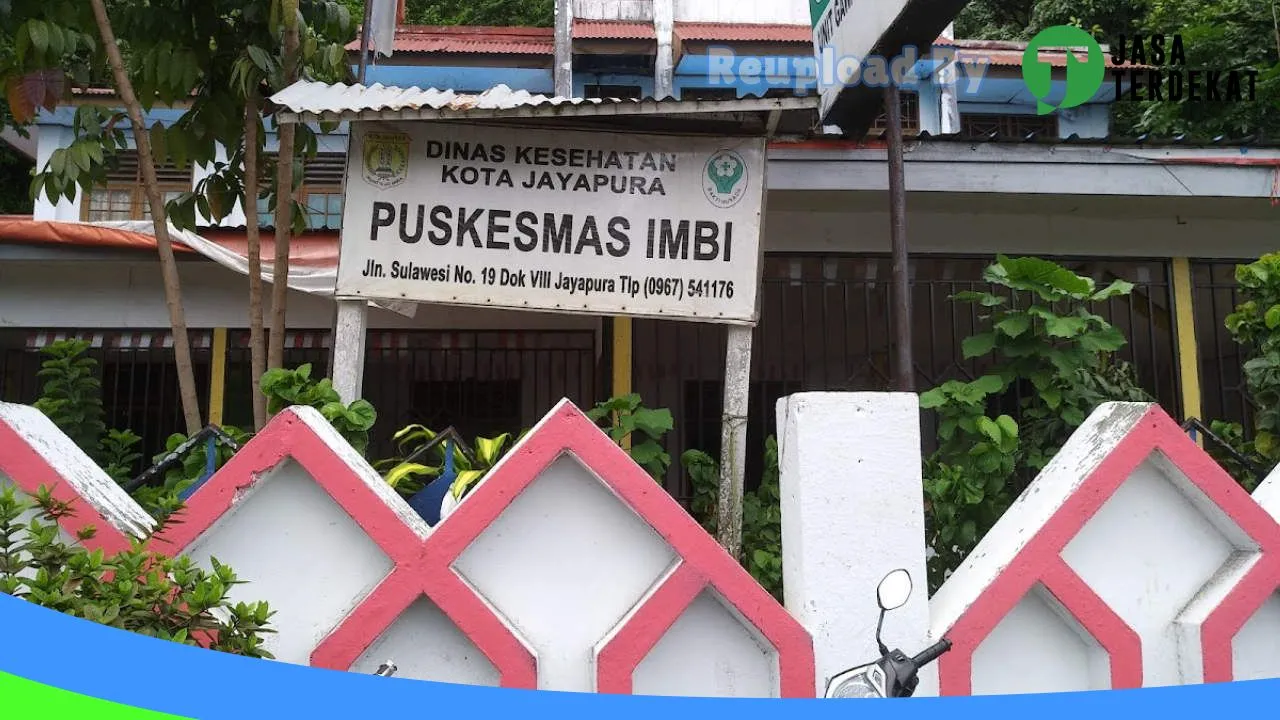 Reupload By
JASA
TERDEKAT
DINAS KESEHATAN
KOTA JAYAPURA
PUSKESMAS IMBI
Jln. Sulawesi No. 19 Dok VIII Jayapura Tlp (0967) 541176